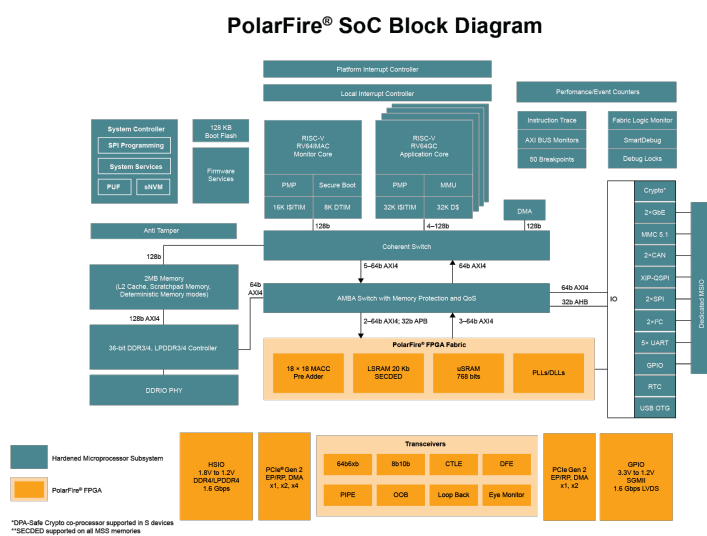 PolarFire® SoC Block Diagram
Platform Interrupt Controller
Local Interrupt Controller
Perfomance/Event Counters
System Controller
SPI Programming
System Services
PUF
sNVM
128 KB
Boot Flash
Firmware
Services
RISC-V
RV64IMAC
Monitor Core
PMP
Secure Boot
16K I$ITIM
8K DTIM
RISC-V
RV64GC
Application Core
PMP
MMU
32K I$ITIM
32K D$
Instruction Trace
AXI BUS Monitors
50 Breakpoints
Fabric Logic Monitor
SmartDebug
Debug Locks
DMA
Anti Tamper
128b
4–128b
128b
Coherent Switch
128b
2MB Memory
(L2 Cache, Scratchpad Memory,
Deterministic Memory modes)
5–64b AXI4
64b AXI4
64b
AXI4
AMBA Switch with Memory Protection and QoS
64b AXI4
32b AHB
128b AXI4
36-bit DDR3/4, LPDDR3/4 Controller
DDRIO PHY
2–64b AXI4; 32b APB
3–64b AXI4
PolarFire® FPGA Fabric
18 × 18 MACC
Pre Adder
LSRAM 20 Kb
SECDED
uSRAM
768 bits
PLLs/DLLs
IO
Crypto*
2×GbE
MMC 5.1
2×CAN
XIP-QSPI
2×SPI
2×I²C
5× UART
GPIO
RTC
USB OTG
Dedicated MSIO
Hardened Microprocessor Subsystem
PolarFire® FPGA
HSIO
1.8V to 1.2V
DDR4/LPDDR4
1.6 Gbps
PCIe® Gen 2
EP/RP, DMA
x1, x2, x4
Transceivers
64b6xb
8b10b
CTLE
DFE
PIPE
OOB
Loop Back
Eye Monitor
PCIe Gen 2
EP/RP, DMA
x1, x2
GPIO
3.3V to 1.2V
SGMII
1.6 Gbps LVDS
*DPA-Safe Crypto co-processor supported in S devices
**SECDED supported on all MSS memories